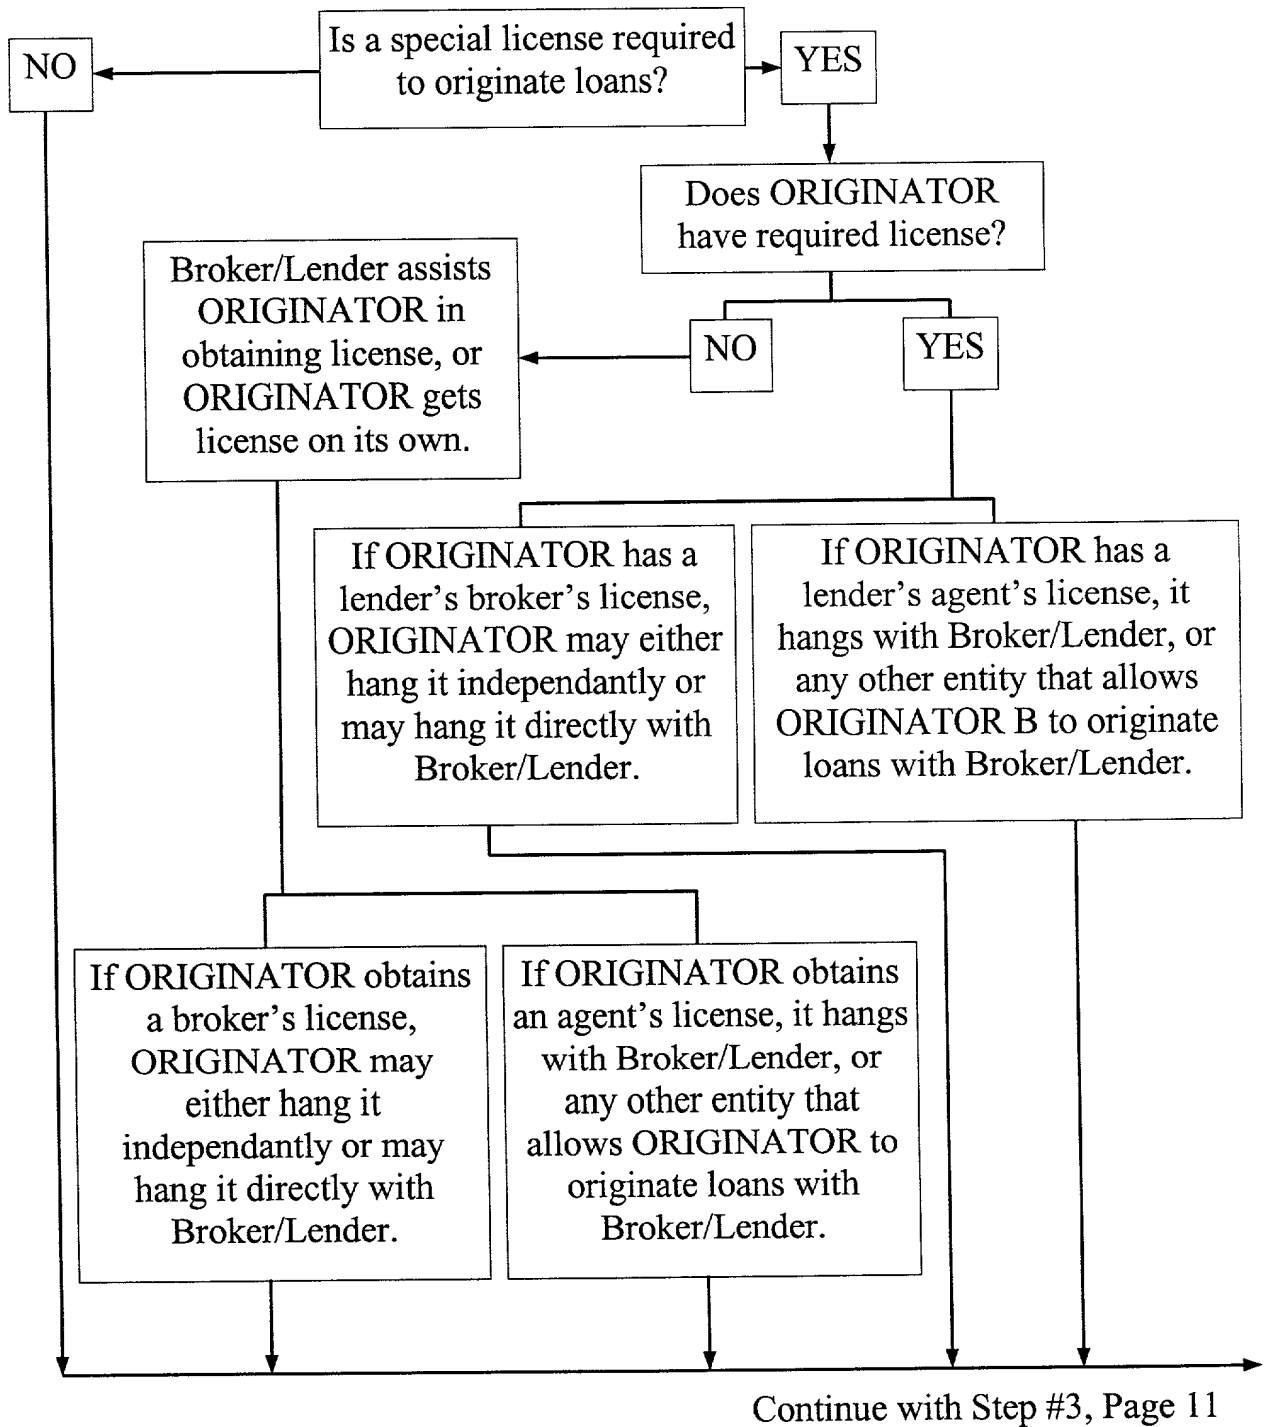 Is a special license required
to originate loans?
NO
YES
Does ORIGINATOR
have required license?
NO
YES
Broker/Lender assists
ORIGINATOR in
obtaining license, or
ORIGINATOR gets
license on its own.
If ORIGINATOR has a
lender's broker's license,
ORIGINATOR may either
hang it independantly or
may hang it directly with
Broker/Lender.
If ORIGINATOR has a
lender's agent's license, it
hangs with Broker/Lender, or
any other entity that allows
ORIGINATOR B to originate
loans with Broker/Lender.
If ORIGINATOR obtains
a broker's license,
ORIGINATOR may
either hang it
independantly or may
hang it directly with
Broker/Lender.
If ORIGINATOR obtains
an agent's license, it hangs
with Broker/Lender, or
any other entity that
allows ORIGINATOR to
originate loans with
Broker/Lender.
Continue with Step #3, Page 11